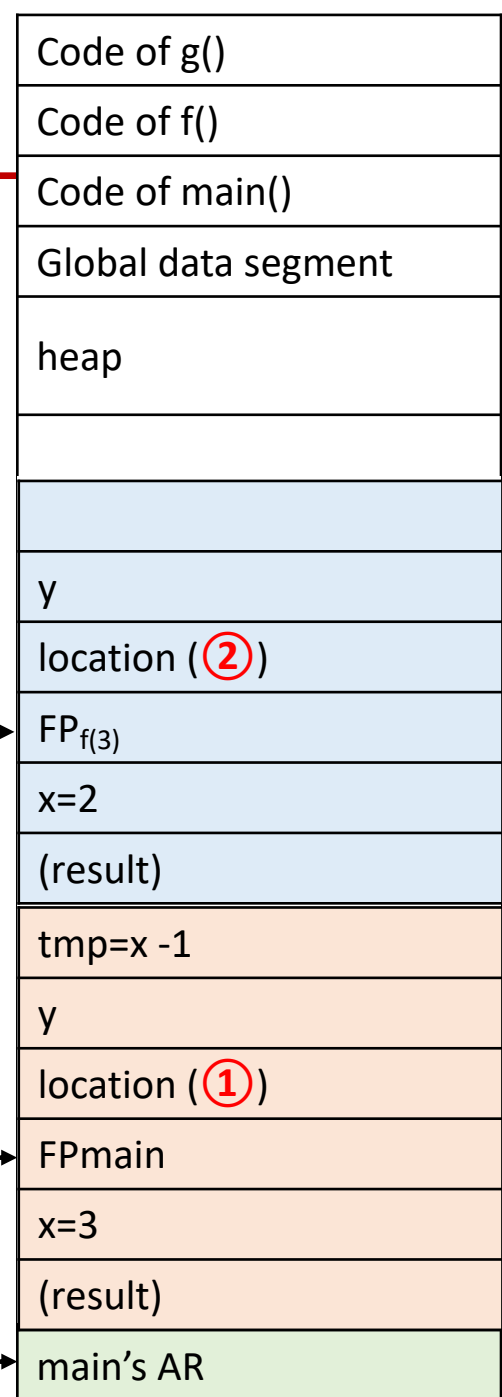 Code of g()
Code of f()
Code of main()
Global data segment
heap
y
location (②)
FPf(3)
x=2
(result)
tmp=x -1
y
location (①)
FPmain
x=3
(result)
main’s AR